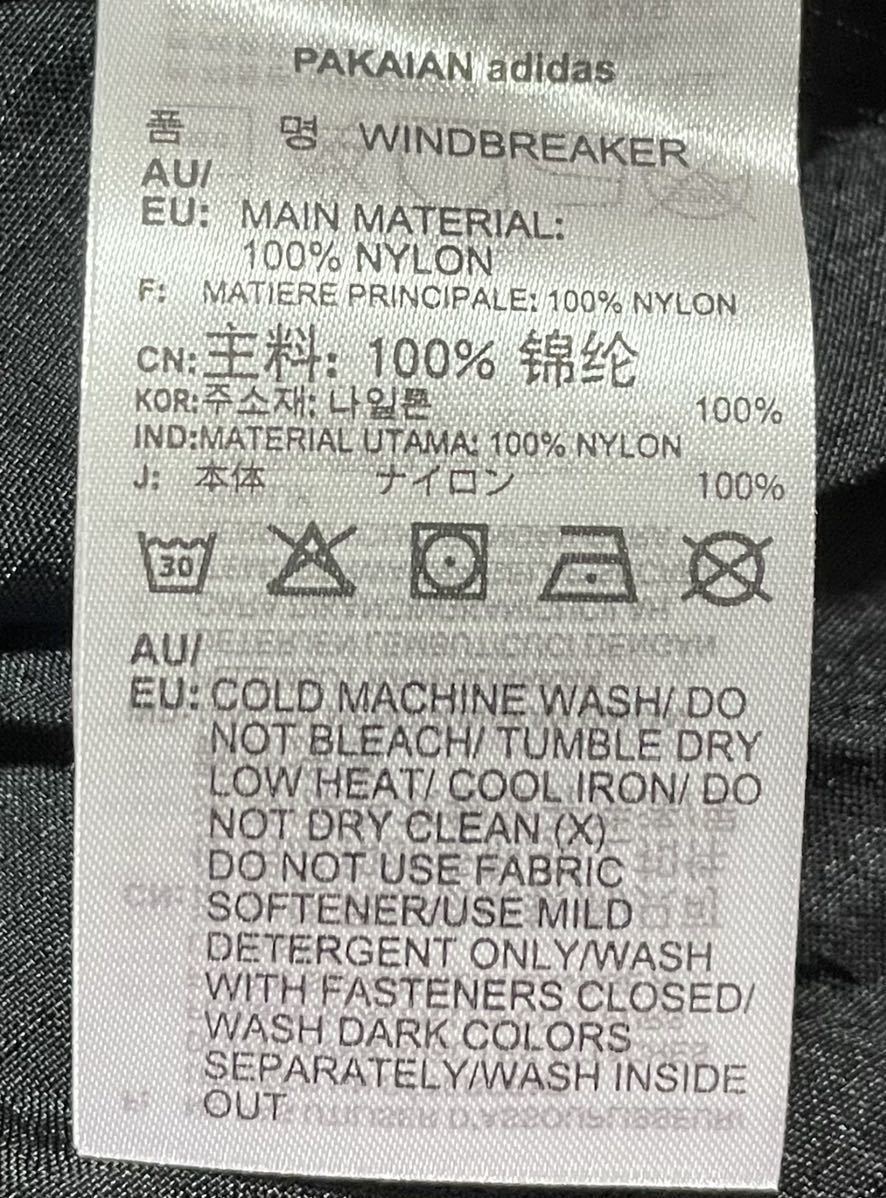 PAKAIAN adidas
품 명 WINDBREAKER
AU/
EU: MAIN MATERIAL:
100% NYLON
F: MATIERE PRINCIPALE: 100% NYLON
CN:主料: 100% 锦纶
KOR:주소재: 나일론 100%
IND:MATERIAL UTAMA: 100% NYLON
J: 本体 ナイロン 100%
30
AU/
EU: COLD MACHINE WASH/ DO
NOT BLEACH/ TUMBLE DRY
LOW HEAT/ COOL IRON/ DO
NOT DRY CLEAN (X)
DO NOT USE FABRIC
SOFTENER/USE MILD
DETERGENT ONLY/WASH
WITH FASTENERS CLOSED/
WASH DARK COLORS
SEPARATELY/WASH INSIDE
OUT